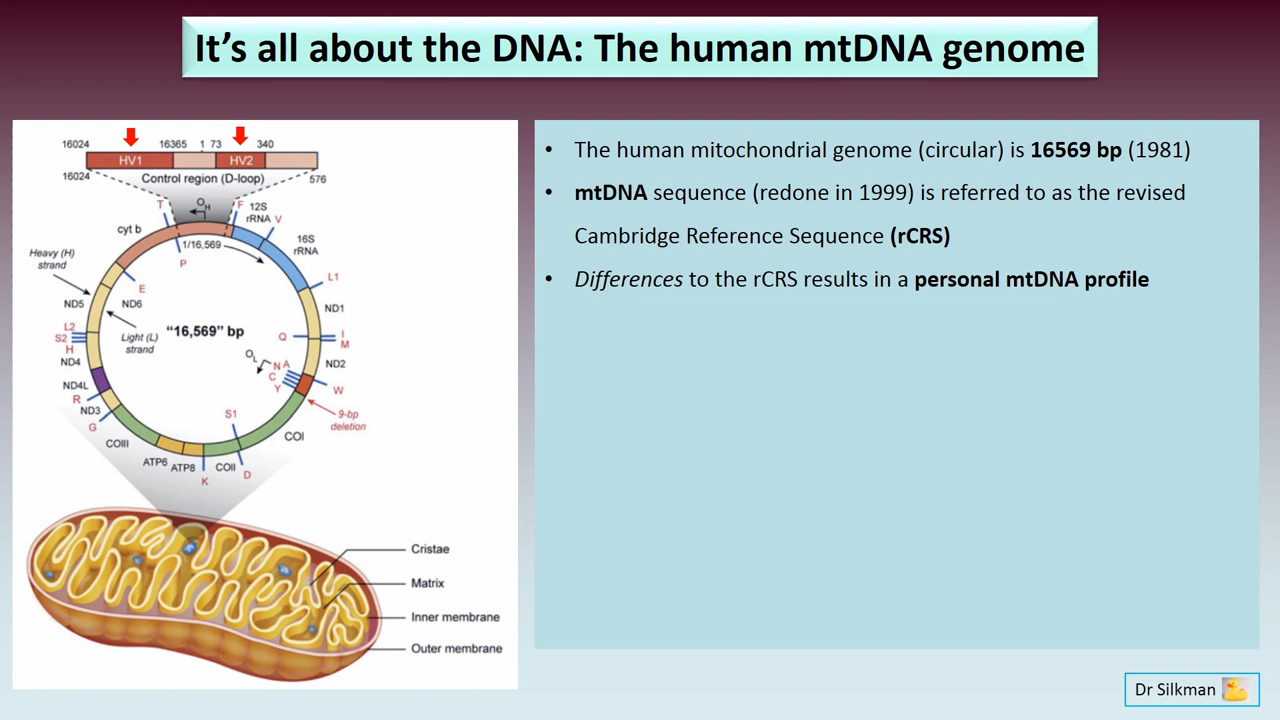 It’s all about the DNA: The human mtDNA genome
16024
16365
1
73
340
HV1
HV2
16024
Control region (D-loop)
576
T
OH
F
12S
rRNA
V
cyt b
1/16,569
16S
rRNA
P
Heavy (H)
strand
E
L1
ND5
ND6
ND1
L2
S2
H
Light (L)
strand
“16,569” bp
Q
I
M
ND4
OL
N
A
C
Y
ND2
ND4L
W
R
ND3
G
S1
9-bp
deletion
COIII
COI
ATP6
ATP8
COII
D
K
Cristae
Matrix
Inner membrane
Outer membrane
• The human mitochondrial genome (circular) is 16569 bp (1981)
• mtDNA sequence (redone in 1999) is referred to as the revised
Cambridge Reference Sequence (rCRS)
• Differences to the rCRS results in a personal mtDNA profile
Dr Silkman